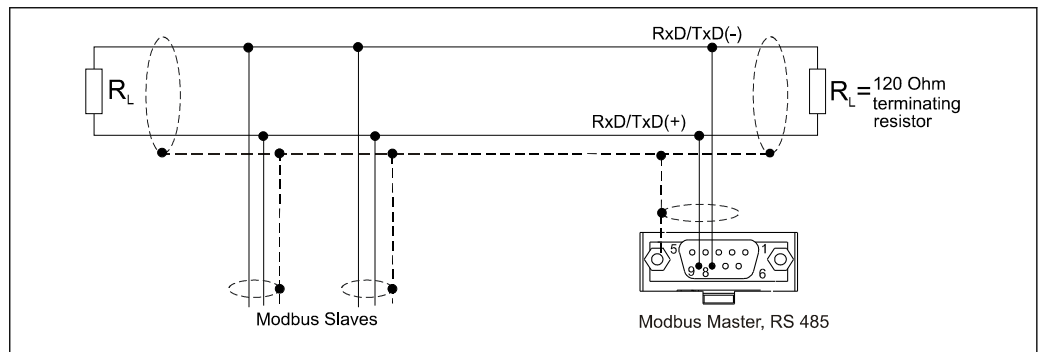 RxD/TxD(-)
R_L
R_L= 120 Ohm
terminating
resistor
RxD/TxD(+)
5 1
9 8 6
Modbus Slaves
Modbus Master, RS 485